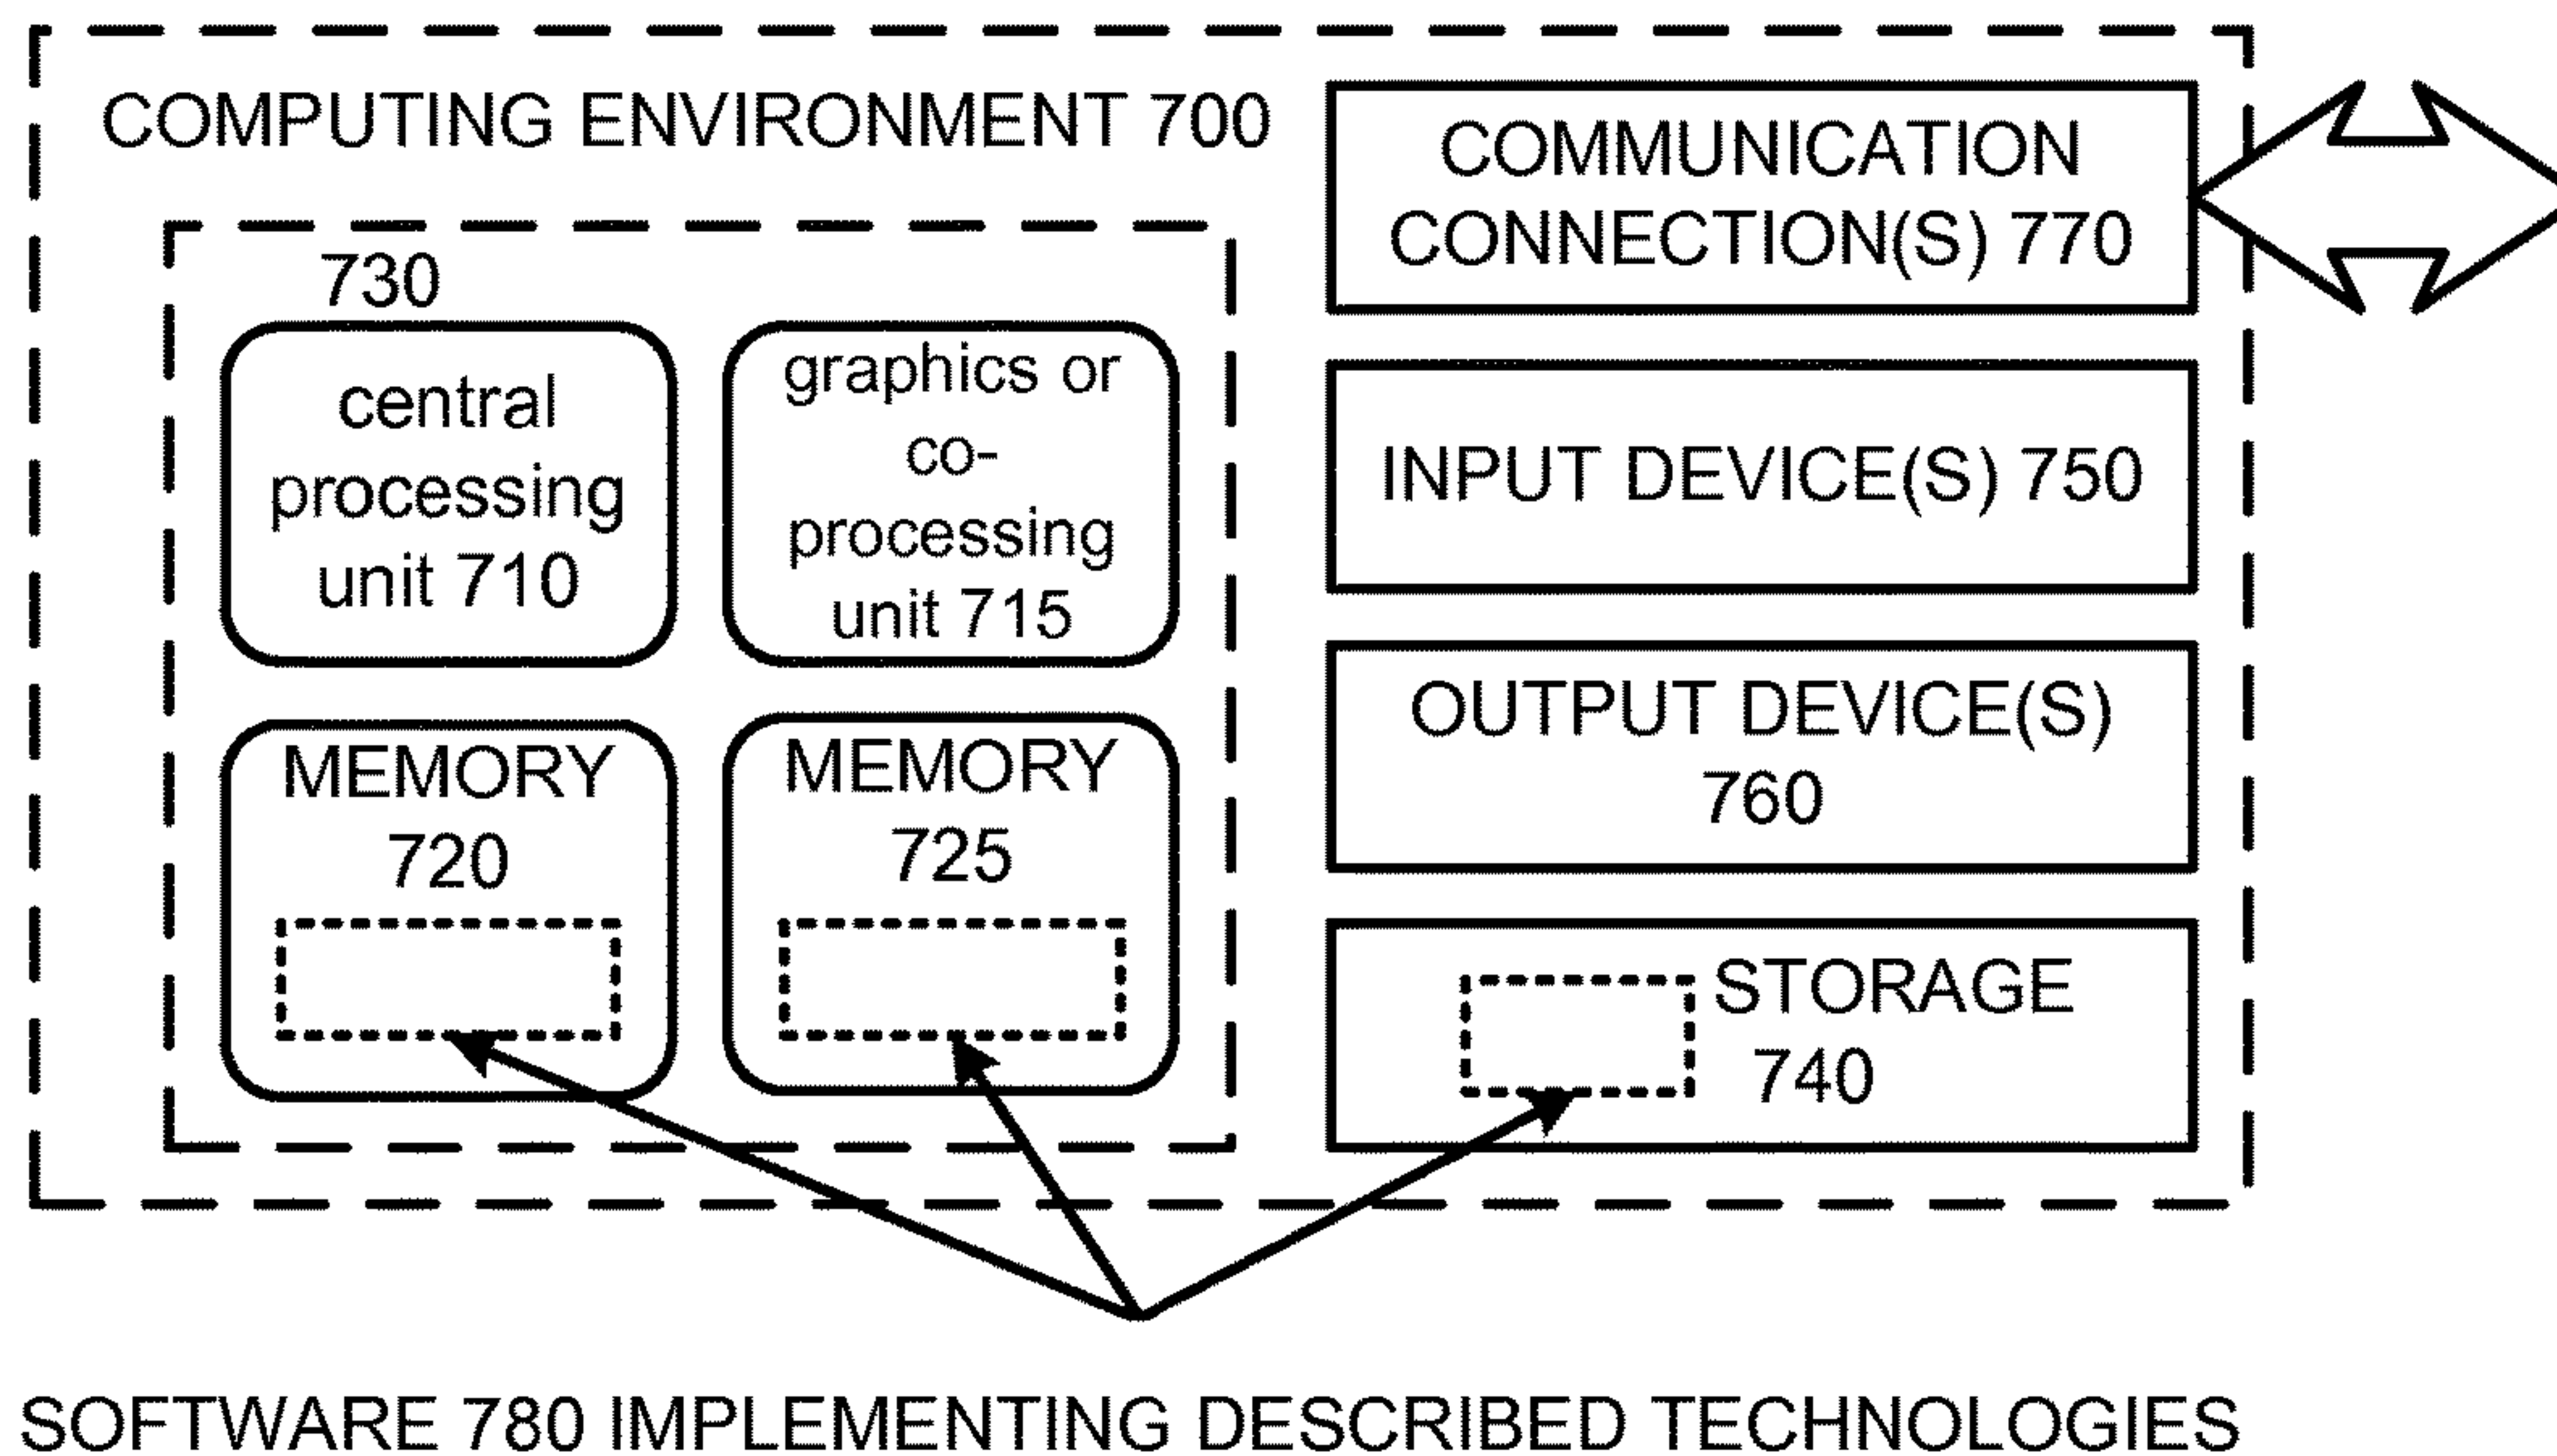 COMPUTING ENVIRONMENT 700
730
central
processing
unit 710
graphics or
co-
processing
unit 715
MEMORY
720
MEMORY
725
COMMUNICATION
CONNECTION(S) 770
INPUT DEVICE(S) 750
OUTPUT DEVICE(S)
760
STORAGE
740
SOFTWARE 780 IMPLEMENTING DESCRIBED TECHNOLOGIES